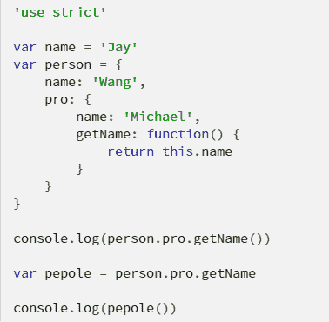 'use strict'
var name = 'Jay'
var person = {
name: 'Wang',
pro: {
name: 'Michael',
getName: function() {
return this.name
}
}
}
console.log(person.pro.getName())
var pepole = person.pro.getName
console.log(pepole())